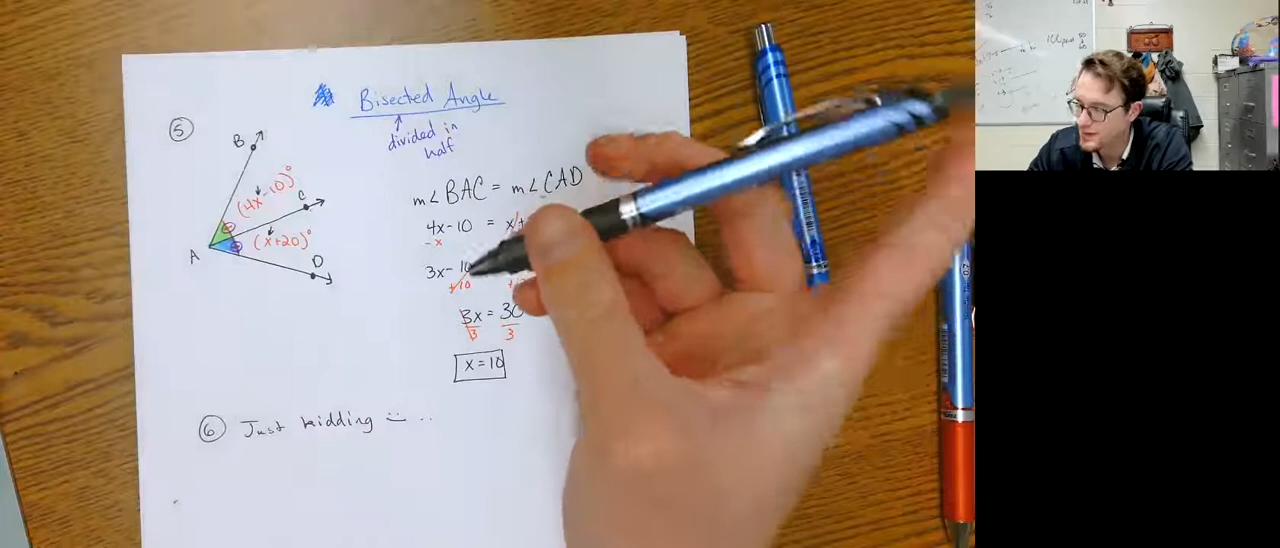 Bisected Angle
divided in
half
5
B
(4x-10)°
C
(x+20)°
A
D
m∠BAC = m∠CAD
4x-10 = x+
-x
3x-10
+10
3x = 30
3 3
x = 10
6 Just kidding